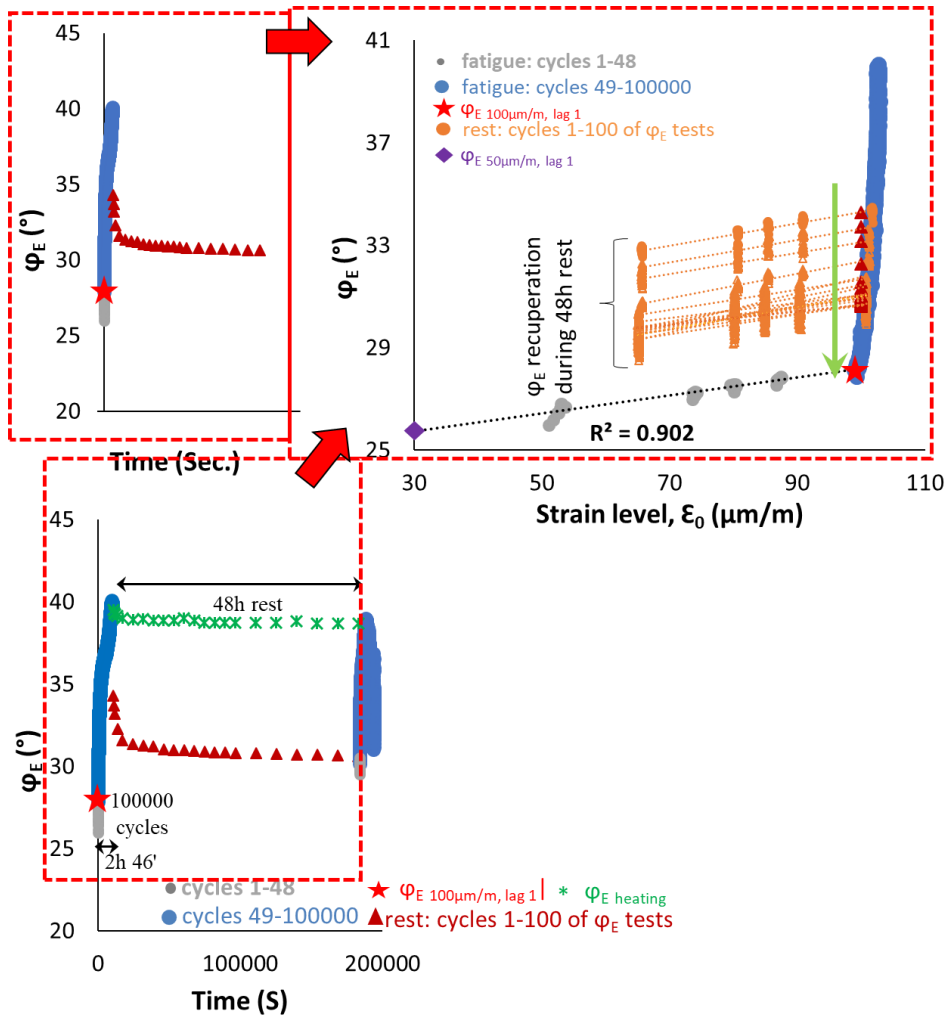 45
40
35
30
25
20
φE (°)
Time (Sec.)
41
37
33
29
25
φE (°)
fatigue: cycles 1-48
fatigue: cycles 49-100000
φE 100μm/m, lag 1
rest: cycles 1-100 of φE tests
φE 50μm/m, lag 1
φE recuperation
during 48h rest
R² = 0.902
30
50
70
90
110
Strain level, Ɛ0 (μm/m)
45
40
35
30
25
20
φE (°)
48h rest
100000
cycles
2h 46'
cycles 1-48
φE 100μm/m, lag 1|
* φE heating
cycles 49-100000
rest: cycles 1-100 of φE tests
0
100000
200000
Time (S)